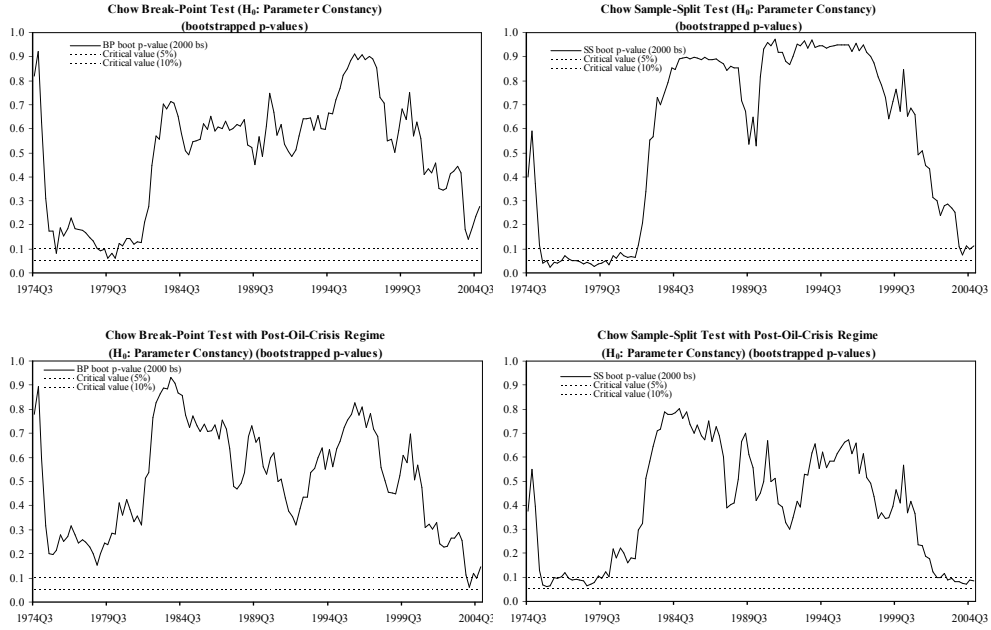 Chow Break-Point Test (H0: Parameter Constancy)
(bootstrapped p-values)
BP boot p-value (2000 bs)
Critical value (5%)
Critical value (10%)
1.0
0.9
0.8
0.7
0.6
0.5
0.4
0.3
0.2
0.1
0.0
1974Q3 1979Q3 1984Q3 1989Q3 1994Q3 1999Q3 2004Q3
Chow Sample-Split Test (H0: Parameter Constancy)
(bootstrapped p-values)
SS boot p-value (2000 bs)
Critical value (5%)
Critical value (10%)
1.0
0.9
0.8
0.7
0.6
0.5
0.4
0.3
0.2
0.1
0.0
1974Q3 1979Q3 1984Q3 1989Q3 1994Q3 1999Q3 2004Q3
Chow Break-Point Test with Post-Oil-Crisis Regime
(H0: Parameter Constancy) (bootstrapped p-values)
BP boot p-value (2000 bs)
Critical value (5%)
Critical value (10%)
1.0
0.9
0.8
0.7
0.6
0.5
0.4
0.3
0.2
0.1
0.0
1974Q3 1979Q3 1984Q3 1989Q3 1994Q3 1999Q3 2004Q3
Chow Sample-Split Test with Post-Oil-Crisis Regime
(H0: Parameter Constancy) (bootstrapped p-values)
SS boot p-value (2000 bs)
Critical value (5%)
Critical value (10%)
1.0
0.9
0.8
0.7
0.6
0.5
0.4
0.3
0.2
0.1
0.0
1974Q3 1979Q3 1984Q3 1989Q3 1994Q3 1999Q3 2004Q3